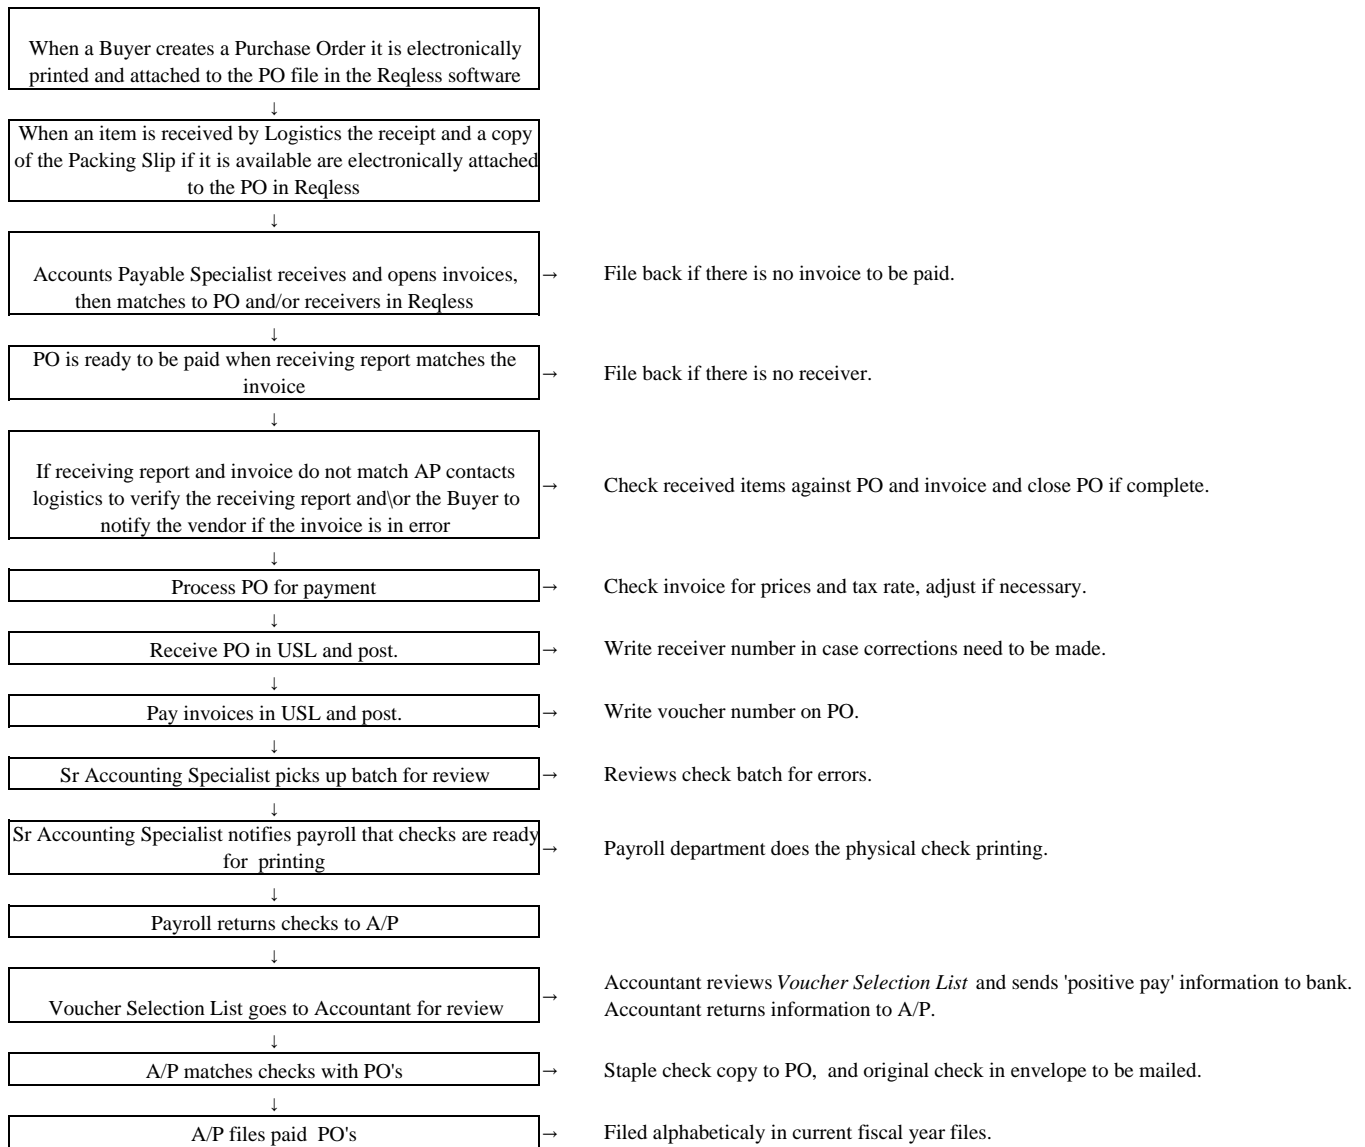 When a Buyer creates a Purchase Order it is electronically
printed and attached to the PO file in the Reqless software
↓
When an item is received by Logistics the receipt and a copy
of the Packing Slip if it is available are electronically attached
to the PO in Reqless
↓
Accounts Payable Specialist receives and opens invoices,
then matches to PO and/or receivers in Reqless
→ File back if there is no invoice to be paid.
↓
PO is ready to be paid when receiving report matches the
invoice
→ File back if there is no receiver.
↓
If receiving report and invoice do not match AP contacts
logistics to verify the receiving report and\or the Buyer to
notify the vendor if the invoice is in error
→ Check received items against PO and invoice and close PO if complete.
↓
Process PO for payment
→ Check invoice for prices and tax rate, adjust if necessary.
↓
Receive PO in USL and post.
→ Write receiver number in case corrections need to be made.
↓
Pay invoices in USL and post.
→ Write voucher number on PO.
↓
Sr Accounting Specialist picks up batch for review
→ Reviews check batch for errors.
↓
Sr Accounting Specialist notifies payroll that checks are ready
for printing
→ Payroll department does the physical check printing.
↓
Payroll returns checks to A/P
↓
Voucher Selection List goes to Accountant for review
→ Accountant reviews Voucher Selection List and sends 'positive pay' information to bank.
Accountant returns information to A/P.
↓
A/P matches checks with PO's
→ Staple check copy to PO, and original check in envelope to be mailed.
↓
A/P files paid PO's
→ Filed alphabeticaly in current fiscal year files.